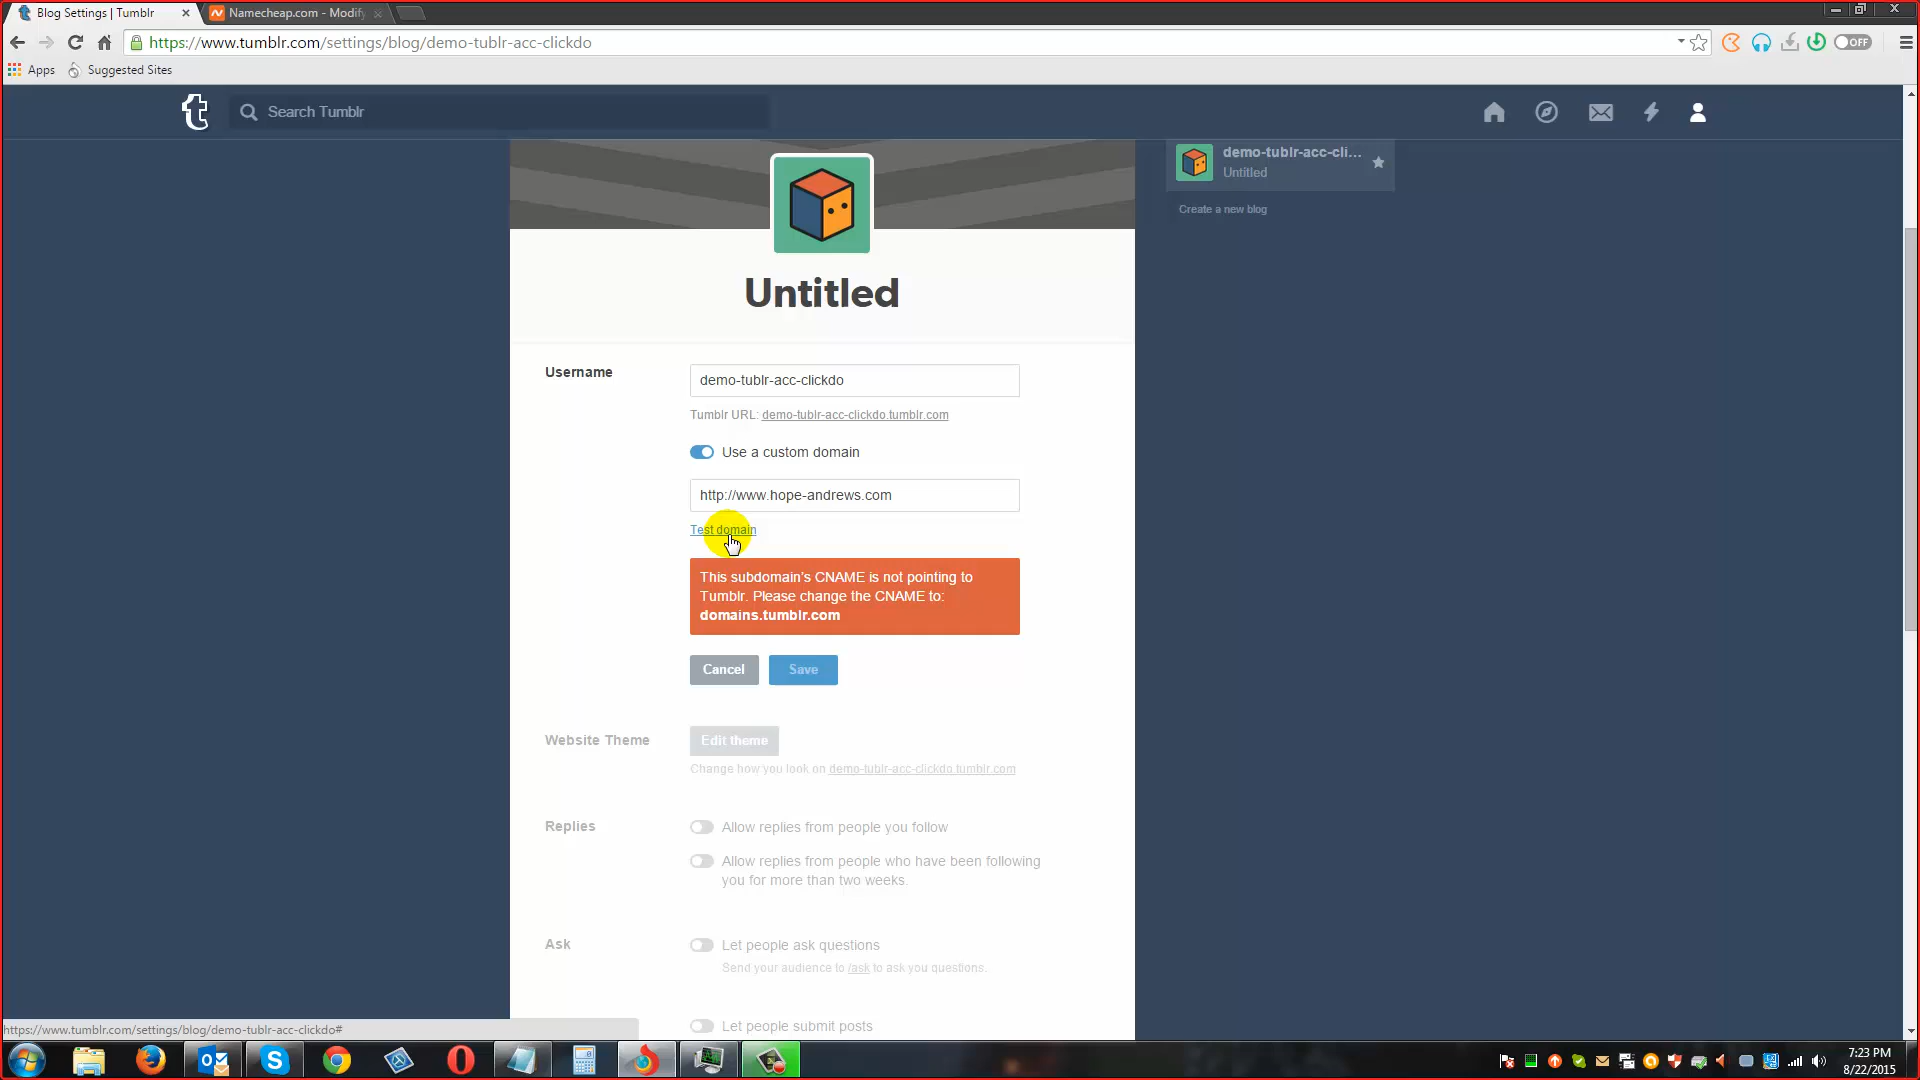 Blog Settings | Tumblr
Namecheap.com - Modify
https://www.tumblr.com/settings/blog/demo-tublr-acc-clickdo
OFF
Apps
Suggested Sites
Search Tumblr
demo-tublr-acc-cli...
Untitled
Create a new blog
Untitled
Username
demo-tublr-acc-clickdo
Tumblr URL: demo-tublr-acc-clickdo.tumblr.com
Use a custom domain
http://www.hope-andrews.com
Test domain
This subdomain's CNAME is not pointing to
Tumblr. Please change the CNAME to:
domains.tumblr.com
Cancel
Save
Website Theme
Edit theme
Change how you look on demo-tublr-acc-clickdo.tumblr.com
Replies
Allow replies from people you follow
Allow replies from people who have been following
you for more than two weeks.
Ask
Let people ask questions
Send your audience to /ask to ask you questions.
Let people submit posts
https://www.tumblr.com/settings/blog/demo-tublr-acc-clickdo#
7:23 PM
8/22/2015